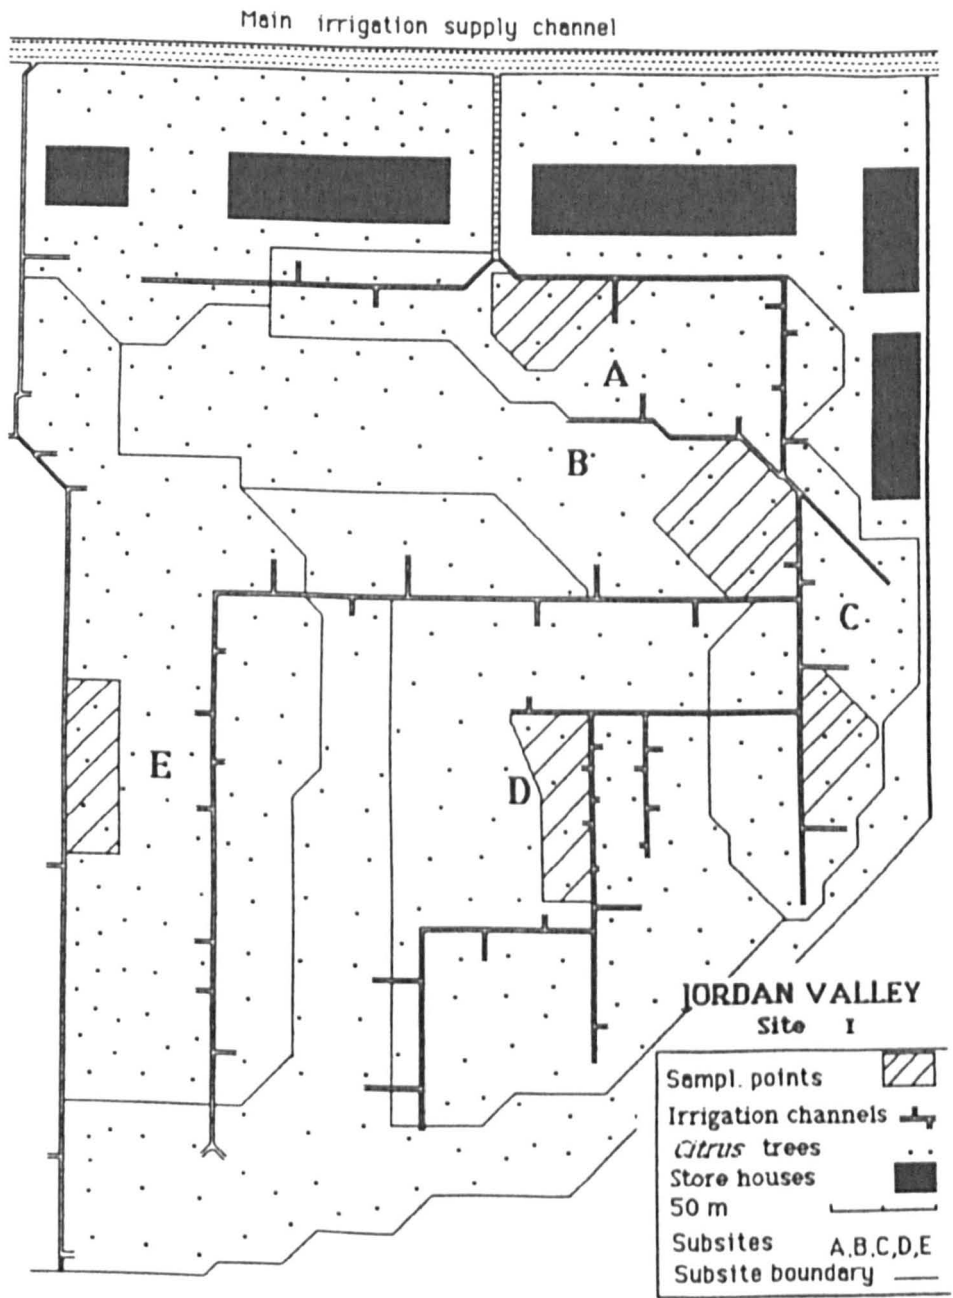 Main irrigation supply channel
A
B
C
D
E
JORDAN VALLEY
Site I
Sampl. points
Irrigation channels
Citrus trees
Store houses
50 m
Subsites A,B,C,D,E
Subsite boundary